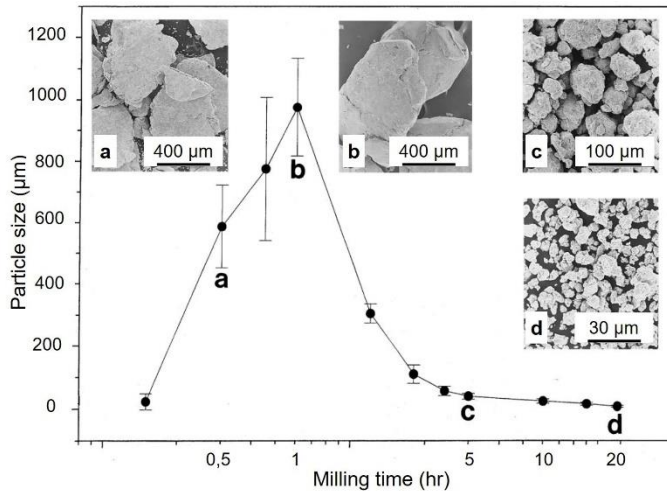 1200
1000
800
600
400
200
0
Particle size (µm)
a
400 µm
b
400 µm
c
100 µm
d
30 µm
a
b
c
d
0,5
1
5
10
20
Milling time (hr)